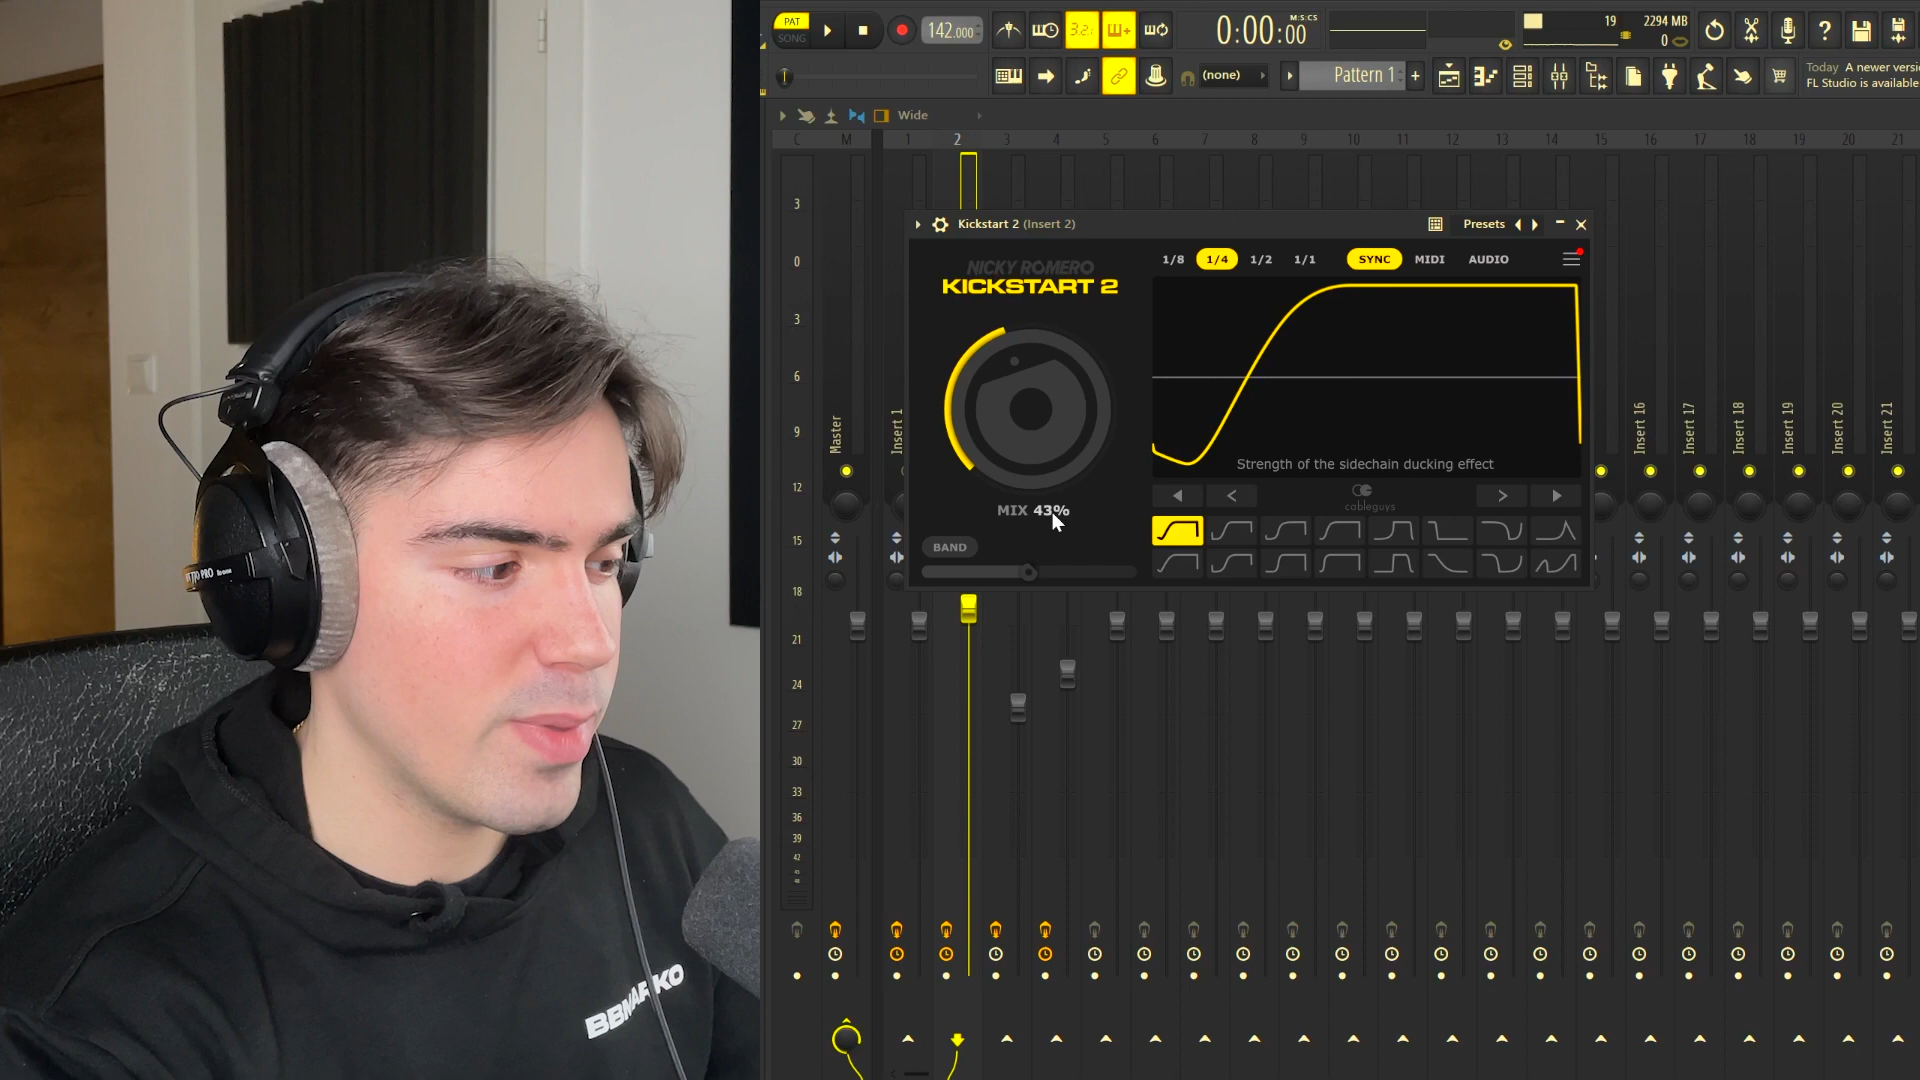 PAT
SONG
142.000
3.2.
0:00:00
M:S:CS
19
2294 MB
0
(none)
Pattern 1
Today A newer versi
FL Studio is available
Wide
C M 1 2 3 4 5 6 7 8 9 10 11 12 13 14 15 16 17 18 19 20 21
3
0
3
6
9
12
15
18
21
24
27
30
33
36
39
42
Master
Insert 1
Insert 16
Insert 17
Insert 18
Insert 19
Insert 20
Insert 21
Kickstart 2 (Insert 2)
Presets
NICKY ROMERO
KICKSTART 2
1/8 1/4 1/2 1/1 SYNC MIDI AUDIO
Strength of the sidechain ducking effect
cableguys
MIX 43%
BAND
BBMARKO